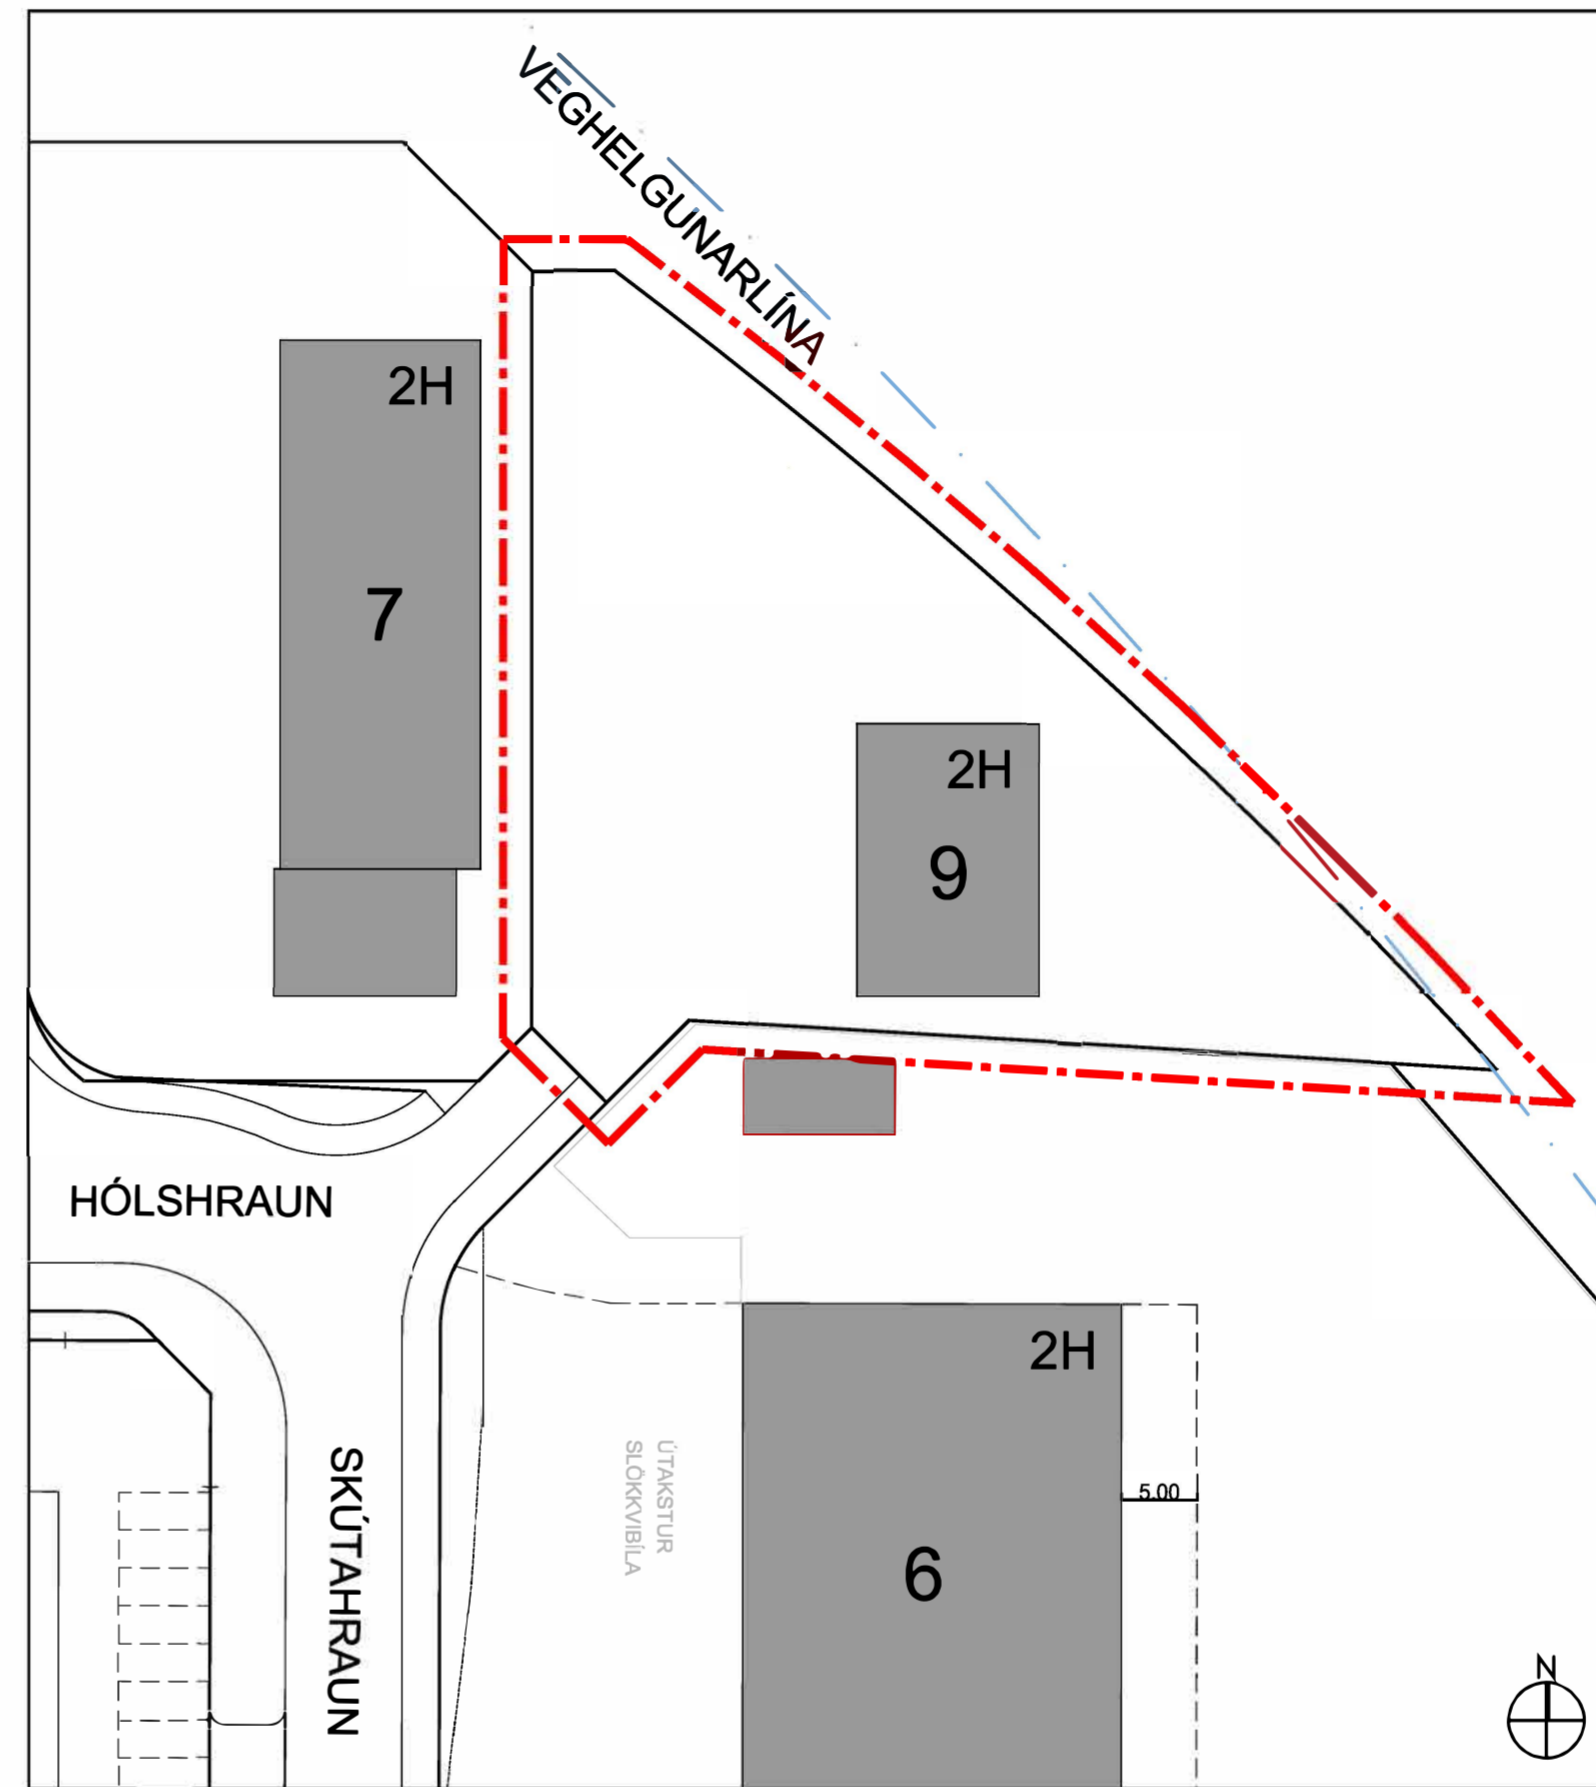 VEGHELGUNARLÍNA
2H
7
2H
9
HÓLSHRAUN
2H
SKÚTAHRAUN
ÚTAKSTUR
SLÖKKVIBÍLA
5.00
6
N